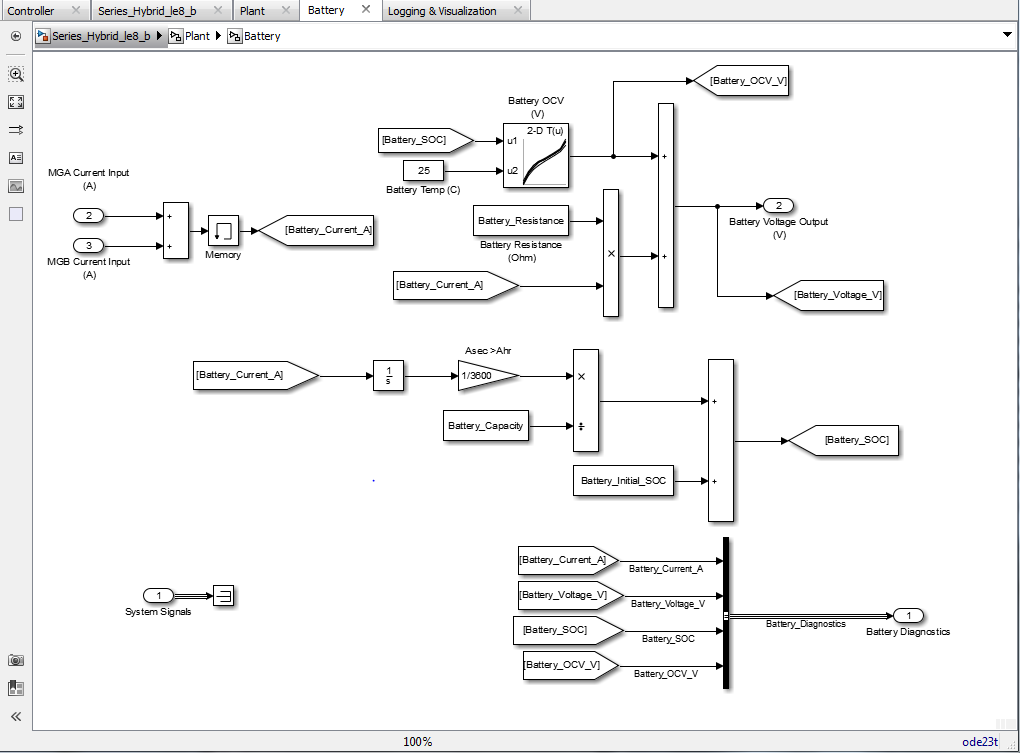 Controller
Series_Hybrid_le8_b
Plant
Battery
Logging & Visualization
Series_Hybrid_le8_b
Plant
Battery
[Battery_OCV_V]
Battery OCV
(V)
2-D T(u)
[Battery_SOC]
u1
25
u2
Battery Temp (C)
MGA Current Input
(A)
2
+
Battery_Resistance
Battery Resistance
(Ohm)
+
2
Battery Voltage Output
(V)
[Battery_Current_A]
Memory
3
+
MGB Current Input
(A)
×
+
[Battery_Current_A]
[Battery_Voltage_V]
Asec >Ahr
[Battery_Current_A]
1
s
1/3600
×
+
Battery_Capacity
÷
[Battery_SOC]
Battery_Initial_SOC
+
[Battery_Current_A]
Battery_Current_A
[Battery_Voltage_V]
Battery_Voltage_V
1
System Signals
[Battery_SOC]
Battery_SOC
Battery_Diagnostics
1
Battery Diagnostics
[Battery_OCV_V]
Battery_OCV_V
100%
ode23t